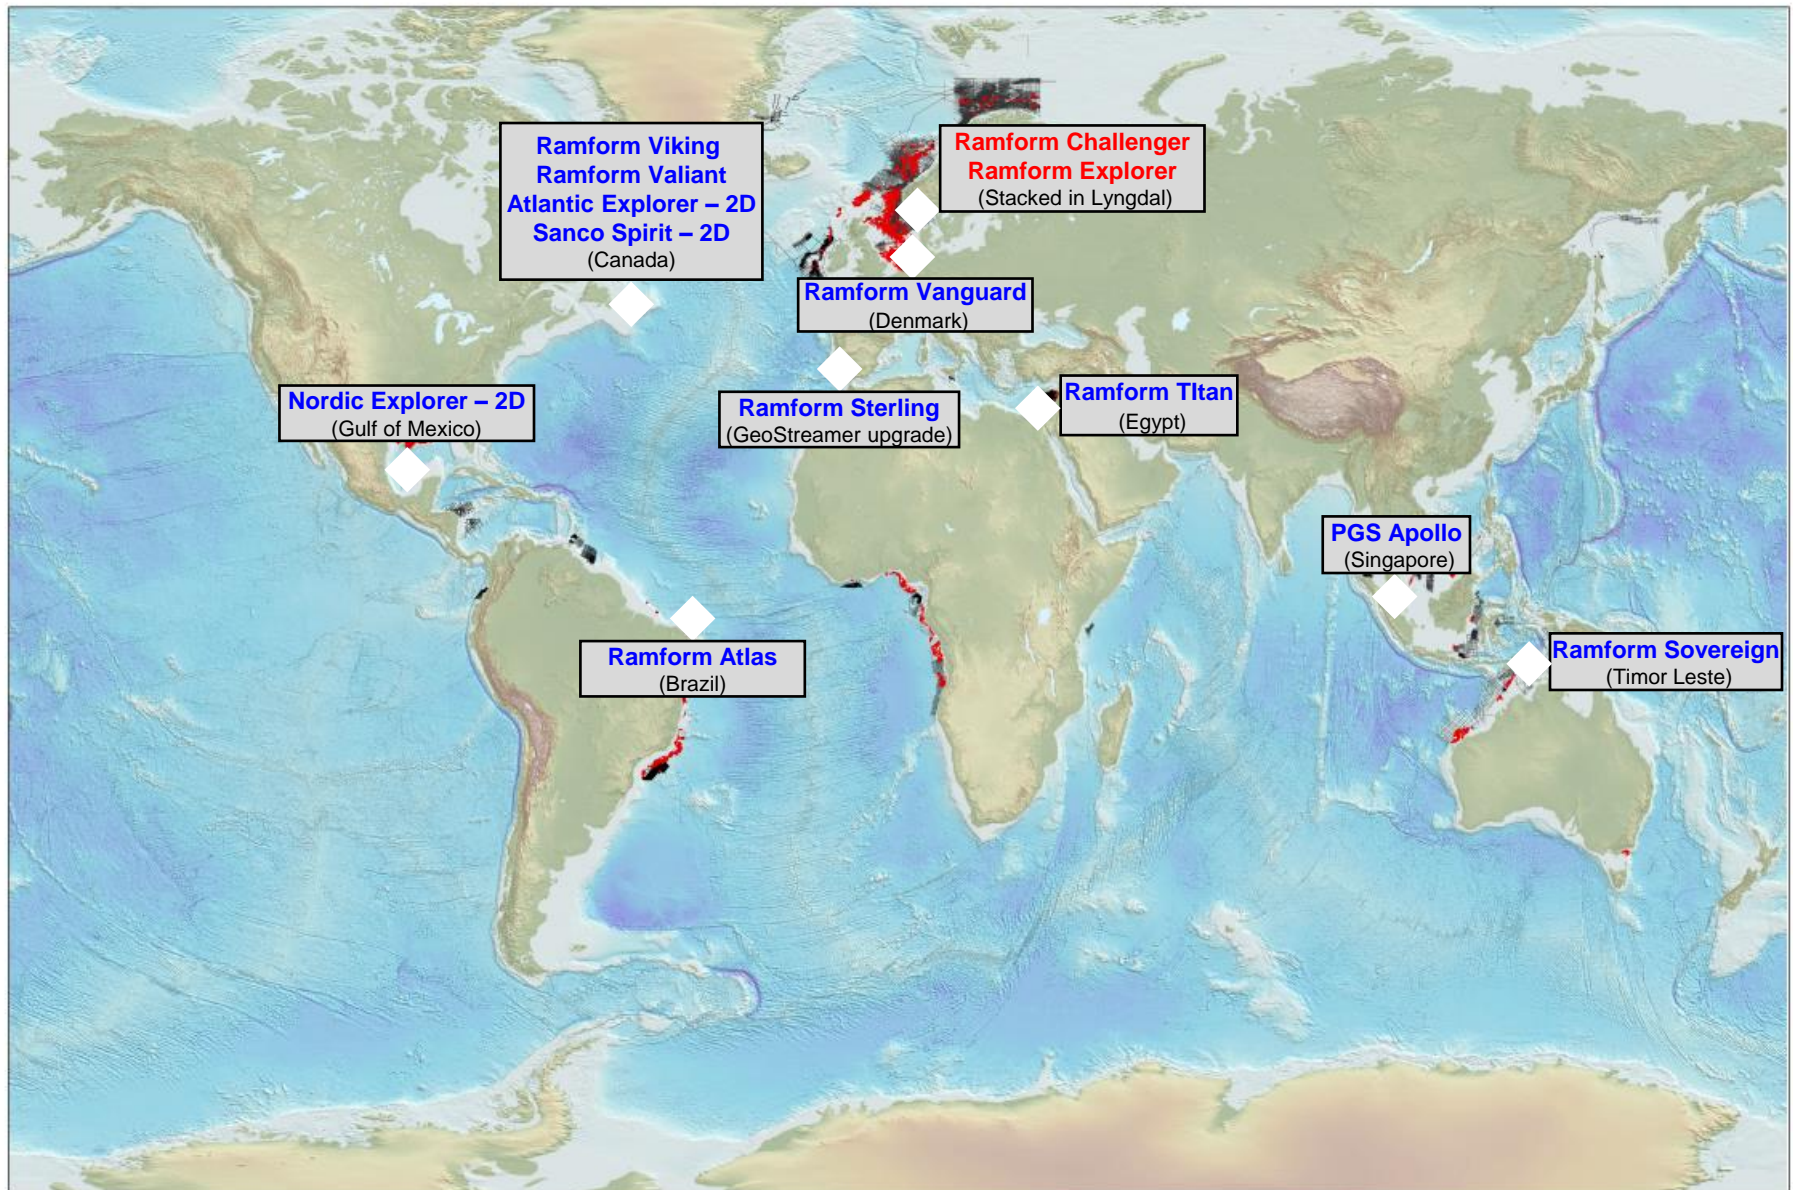 Ramform Viking
Ramform Valiant
Atlantic Explorer – 2D
Sanco Spirit – 2D
(Canada)
Ramform Challenger
Ramform Explorer
(Stacked in Lyngdal)
Ramform Vanguard
(Denmark)
Nordic Explorer – 2D
(Gulf of Mexico)
Ramform Sterling
(GeoStreamer upgrade)
Ramform TItan
(Egypt)
PGS Apollo
(Singapore)
Ramform Atlas
(Brazil)
Ramform Sovereign
(Timor Leste)